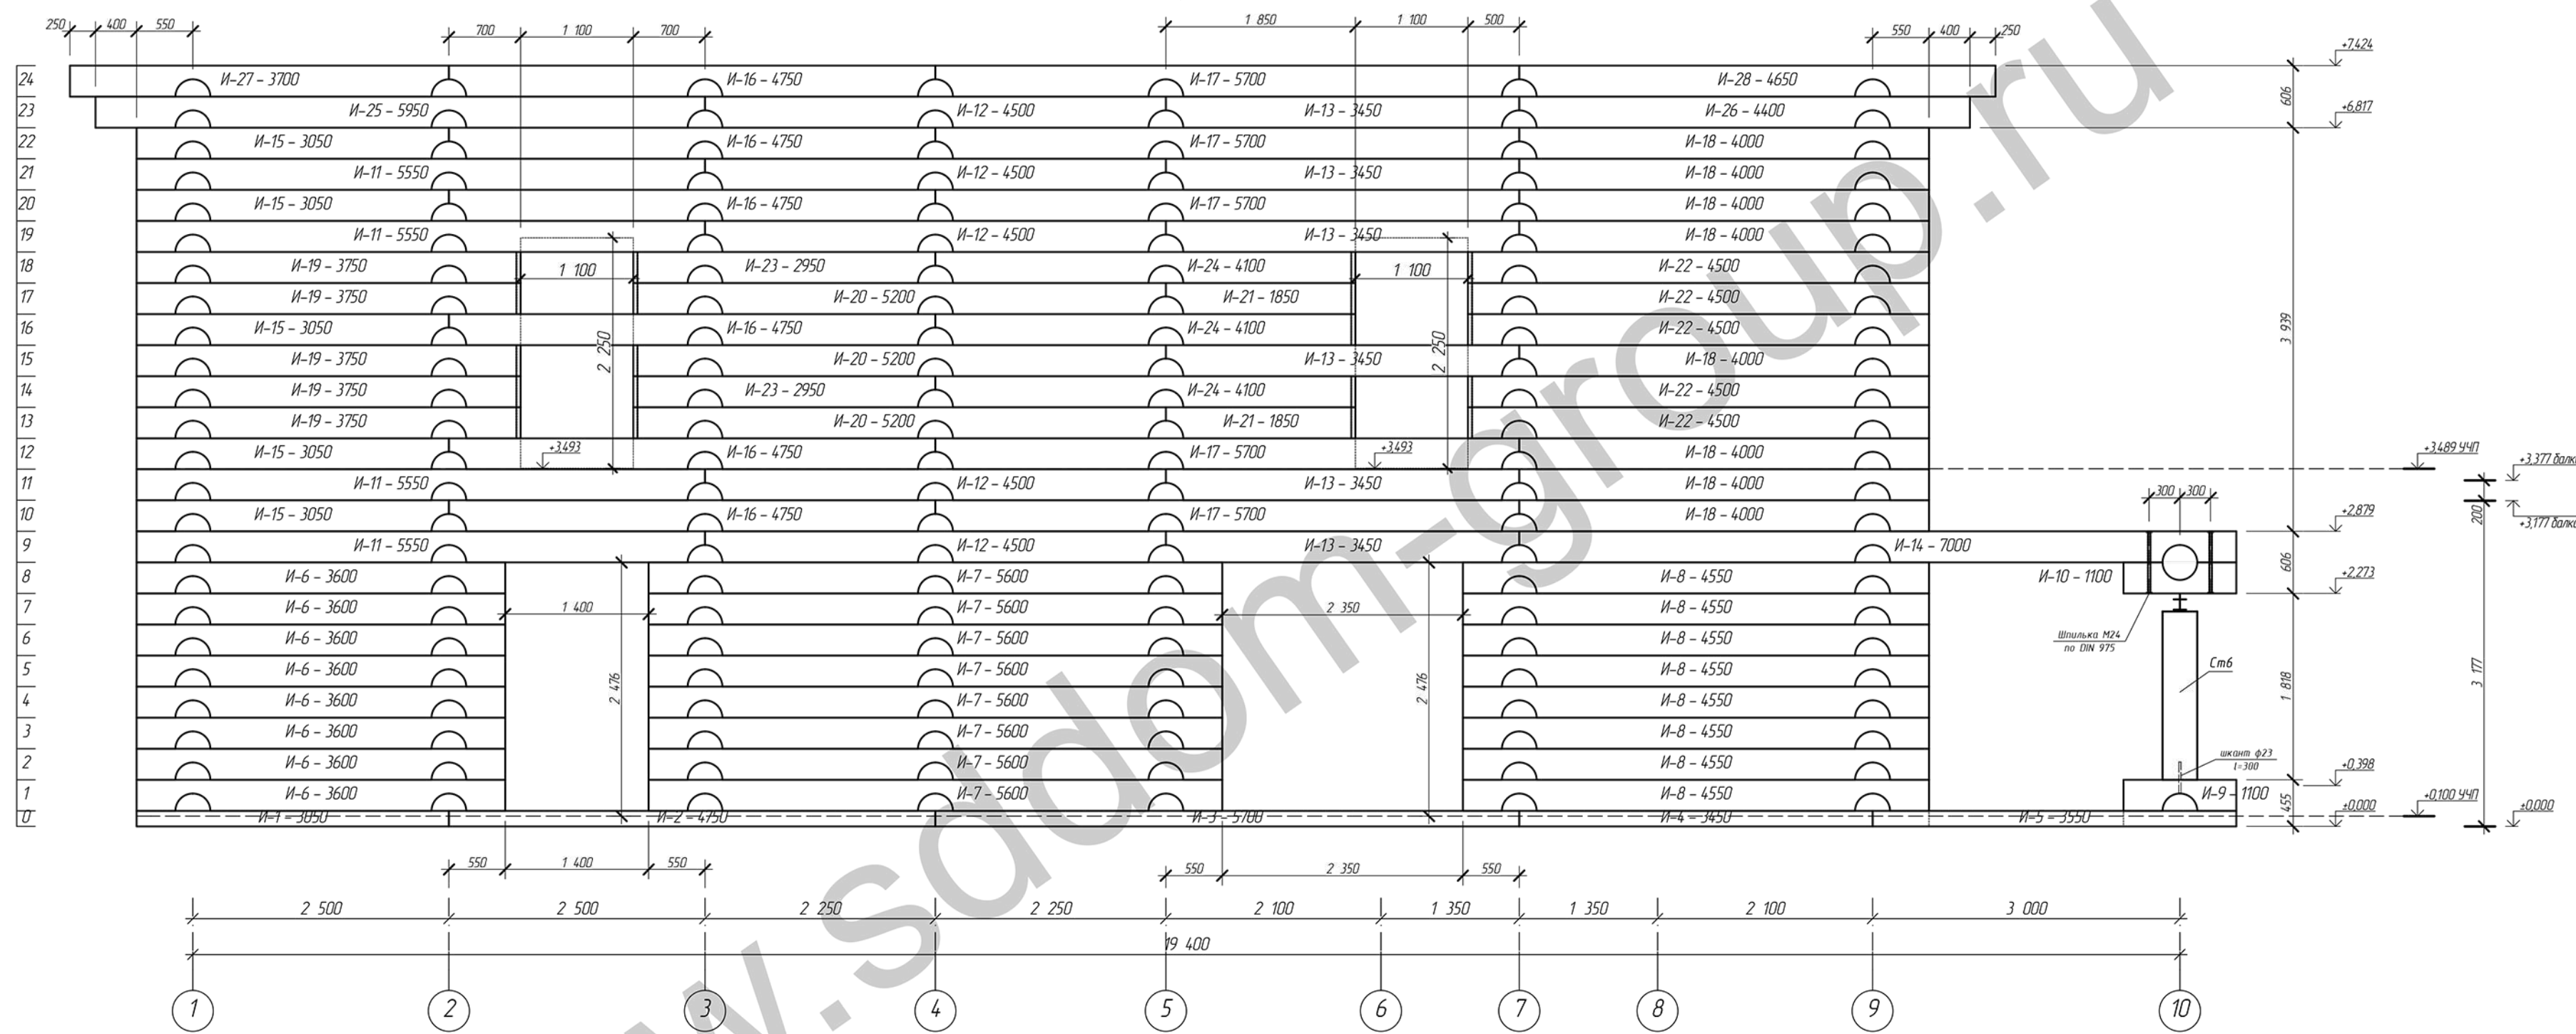 250 400 550 700 1 100 700 1 850 1 100 500 550 400 250
+7,424
24 И-27 - 3700 И-16 - 4750 И-17 - 5700 И-28 - 4650
606
23 И-25 - 5950 И-12 - 4500 И-13 - 3450 И-26 - 4400 +6,817
22 И-15 - 3050 И-16 - 4750 И-17 - 5700 И-18 - 4000
21 И-11 - 5550 И-12 - 4500 И-13 - 3450 И-18 - 4000
20 И-15 - 3050 И-16 - 4750 И-17 - 5700 И-18 - 4000
19 И-11 - 5550 И-12 - 4500 И-13 - 3450 И-18 - 4000
18 И-19 - 3750 1 100 И-23 - 2950 И-24 - 4100 1 100 И-22 - 4500
17 И-19 - 3750 И-20 - 5200 И-21 - 1850 И-22 - 4500
16 И-15 - 3050 И-16 - 4750 И-24 - 4100 И-22 - 4500
3 939
2 250 2 250
15 И-19 - 3750 И-20 - 5200 И-13 - 3450 И-18 - 4000
14 И-19 - 3750 И-23 - 2950 И-24 - 4100 И-22 - 4500
13 И-19 - 3750 И-20 - 5200 И-21 - 1850 И-22 - 4500
12 И-15 - 3050 +3,493 И-16 - 4750 И-17 - 5700 +3,493 И-18 - 4000
+3,489 УЧП
+3,377
11 И-11 - 5550 И-12 - 4500 И-13 - 3450 И-18 - 4000
300 300
10 И-15 - 3050 И-16 - 4750 И-17 - 5700 И-18 - 4000 +2,879 200
+3,177
9 И-11 - 5550 И-12 - 4500 И-13 - 3450 И-14 - 7000
606
8 И-6 - 3600 И-7 - 5600 И-8 - 4550 И-10 - 1100 +2,273
7 И-6 - 3600 1 400 И-7 - 5600 2 350 И-8 - 4550
6 И-6 - 3600 И-7 - 5600 И-8 - 4550
Шпилька М24
по DIN 975
5 И-6 - 3600 И-7 - 5600 И-8 - 4550 Ст6
2 476 2 476 1 818 3 177
4 И-6 - 3600 И-7 - 5600 И-8 - 4550
3 И-6 - 3600 И-7 - 5600 И-8 - 4550
шкант ф23
l=300
2 И-6 - 3600 И-7 - 5600 И-8 - 4550 +0,398
1 И-6 - 3600 И-7 - 5600 И-8 - 4550 И-9 - 1100 +0,100 УЧП
455 +0,000 +0,000
0 И-1 - 3050 И-2 - 4750 И-3 - 5700 И-4 - 3450 И-5 - 3550
550 1 400 550 550 2 350 550
2 500 2 500 2 250 2 250 2 100 1 350 1 350 2 100 3 000
19 400
1 2 3 4 5 6 7 8 9 10
w.sddom-group.ru